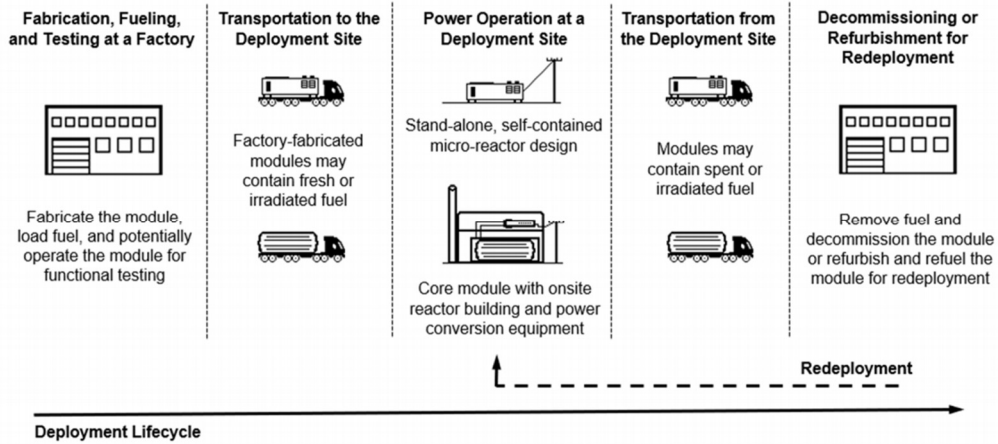 Fabrication, Fueling,
and Testing at a Factory
Fabricate the module,
load fuel, and potentially
operate the module for
functional testing
Transportation to the
Deployment Site
Factory-fabricated
modules may
contain fresh or
irradiated fuel
Power Operation at a
Deployment Site
Stand-alone, self-contained
micro-reactor design
Core module with onsite
reactor building and power
conversion equipment
Transportation from
the Deployment Site
Modules may
contain spent or
irradiated fuel
Decommissioning or
Refurbishment for
Redeployment
Remove fuel and
decommission the module
or refurbish and refuel the
module for redeployment
Redeployment
Deployment Lifecycle